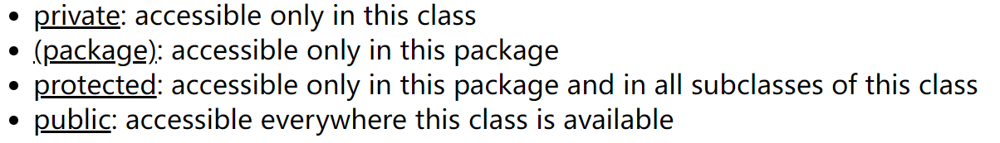 • private: accessible only in this class
• (package): accessible only in this package
• protected: accessible only in this package and in all subclasses of this class
• public: accessible everywhere this class is available